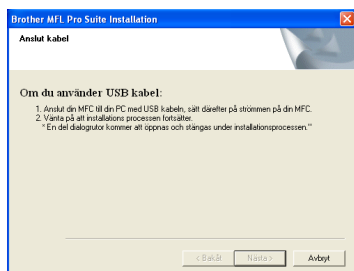 Brother MFL Pro Suite Installation
Anslut kabel
Om du använder USB kabel:
1. Anslut din MFC till din PC med USB kabeln, sätt därefter på strömmen på din MFC.
2. Vänta på att installations processen fortsätter.
* En del dialogrutor kommer att öppnas och stängas under installationsprocessen.**
< Bakåt Nästa > Avbryt